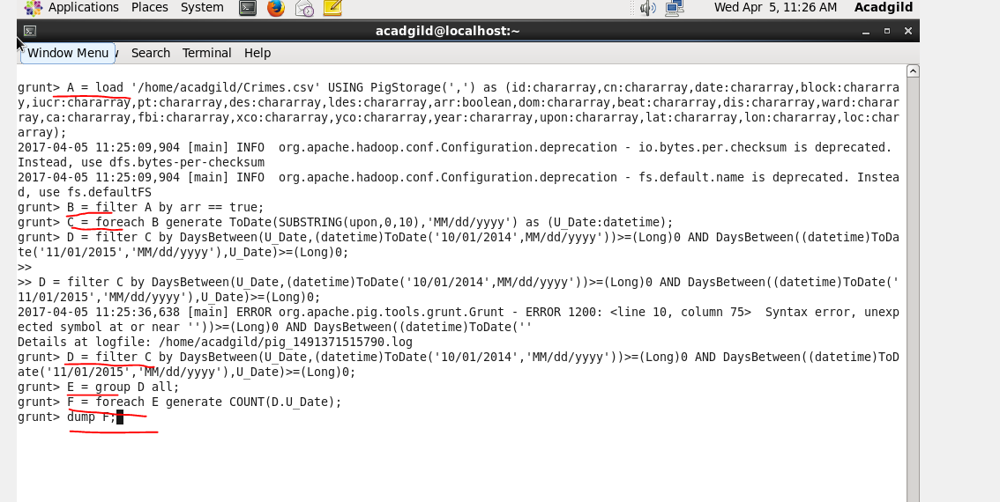 Applications Places System Wed Apr 5, 11:26 AM Acadgild
acadgild@localhost:~
Window Menu Search Terminal Help
grunt> A = load '/home/acadgild/Crimes.csv' USING PigStorage(',') as (id:chararray,cn:chararray,date:chararray,block:chararra
y,iucr:chararray,pt:chararray,des:chararray,ldes:chararray,arr:boolean,dom:chararray,beat:chararray,dis:chararray,ward:charar
ray,ca:chararray,fbi:chararray,xco:chararray,yco:chararray,year:chararray,upon:chararray,lat:chararray,lon:chararray,loc:char
array);
2017-04-05 11:25:09,904 [main] INFO  org.apache.hadoop.conf.Configuration.deprecation - io.bytes.per.checksum is deprecated.
Instead, use dfs.bytes-per-checksum
2017-04-05 11:25:09,904 [main] INFO  org.apache.hadoop.conf.Configuration.deprecation - fs.default.name is deprecated. Instea
d, use fs.defaultFS
grunt> B = filter A by arr == true;
grunt> C = foreach B generate ToDate(SUBSTRING(upon,0,10),'MM/dd/yyyy') as (U_Date:datetime);
grunt> D = filter C by DaysBetween(U_Date,(datetime)ToDate('10/01/2014',MM/dd/yyyy'))>=(Long)0 AND DaysBetween((datetime)ToDa
te('11/01/2015','MM/dd/yyyy'),U_Date)>=(Long)0;
>>
>> D = filter C by DaysBetween(U_Date,(datetime)ToDate('10/01/2014',MM/dd/yyyy'))>=(Long)0 AND DaysBetween((datetime)ToDate('
11/01/2015','MM/dd/yyyy'),U_Date)>=(Long)0;
2017-04-05 11:25:36,638 [main] ERROR org.apache.pig.tools.grunt.Grunt - ERROR 1200: <line 10, column 75>  Syntax error, unexp
ected symbol at or near ''))>=(Long)0 AND DaysBetween((datetime)ToDate(''
Details at logfile: /home/acadgild/pig_1491371515790.log
grunt> D = filter C by DaysBetween(U_Date,(datetime)ToDate('10/01/2014','MM/dd/yyyy'))>=(Long)0 AND DaysBetween((datetime)ToD
ate('11/01/2015','MM/dd/yyyy'),U_Date)>=(Long)0;
grunt> E = group D all;
grunt> F = foreach E generate COUNT(D.U_Date);
grunt> dump F;